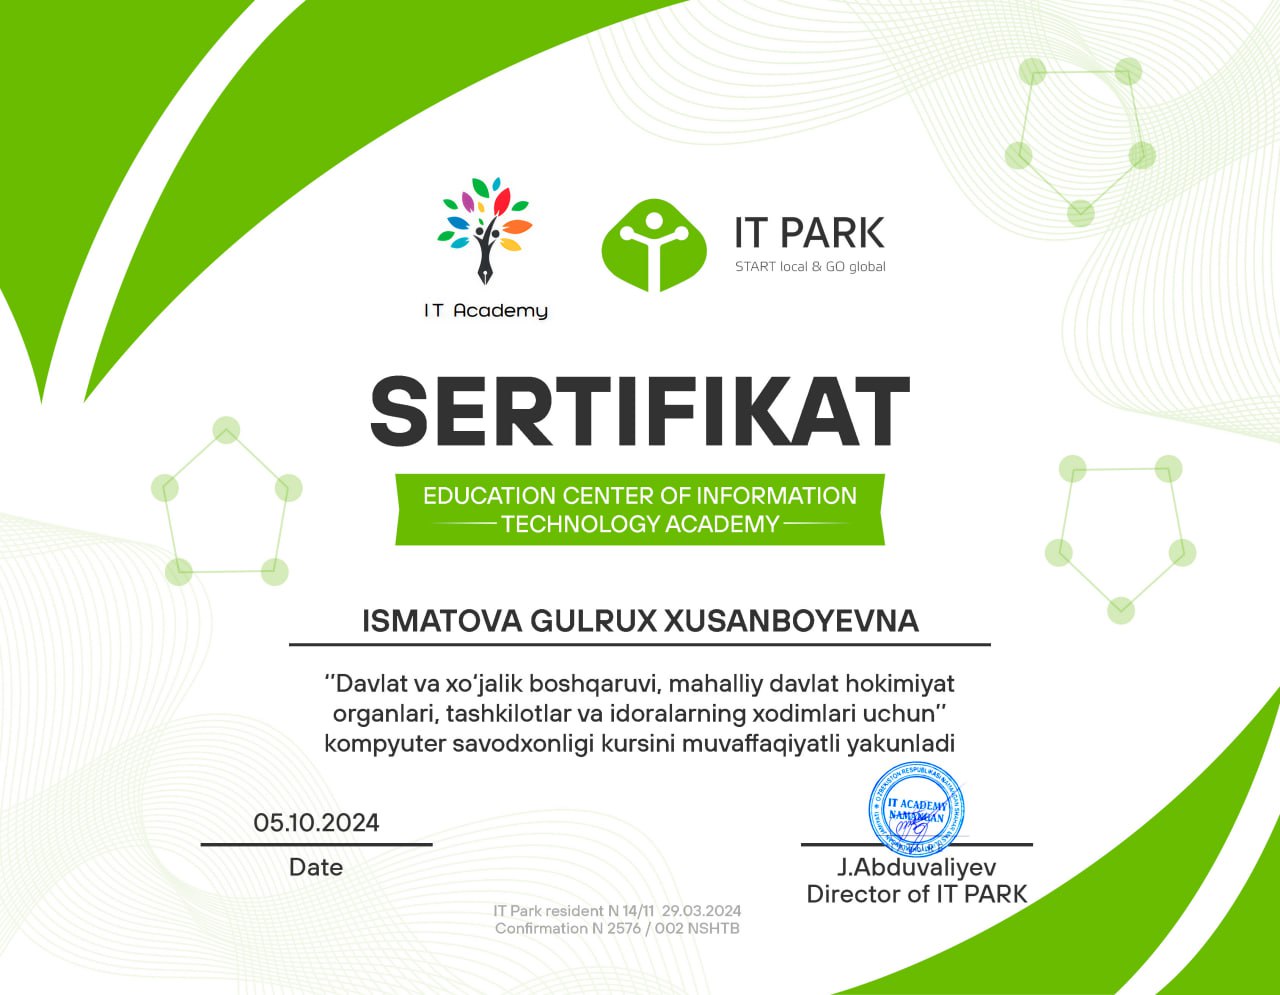 IT Academy
IT PARK
START local & GO global
SERTIFIKAT
EDUCATION CENTER OF INFORMATION
TECHNOLOGY ACADEMY
ISMATOVA GULRUX XUSANBOYEVNA
‘’Davlat va xo‘jalik boshqaruvi, mahalliy davlat hokimiyat
organlari, tashkilotlar va idoralarning xodimlari uchun’’
kompyuter savodxonligi kursini muvaffaqiyatli yakunladi
05.10.2024
Date
IT ACADEMY
NAMANGAN
J.Abduvaliyev
Director of IT PARK
IT Park resident N 14/11 29.03.2024
Confirmation N 2576 / 002 NSHTB